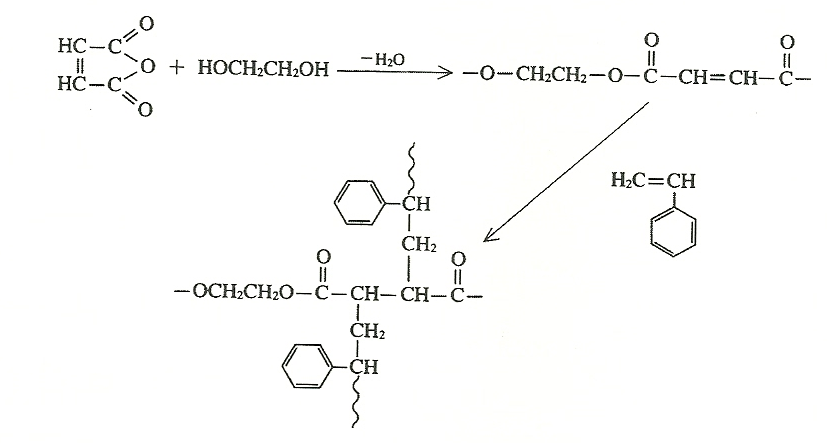 HC—C=O O + HOCH₂CH₂OH —H₂O —O—CH₂CH₂—O—C(=O)—CH=CH—C(=O)—
HC—C=O
H₂C=CH
CH
CH₂
O O
—OCH₂CH₂O—C—CH—CH—C—
CH₂
CH